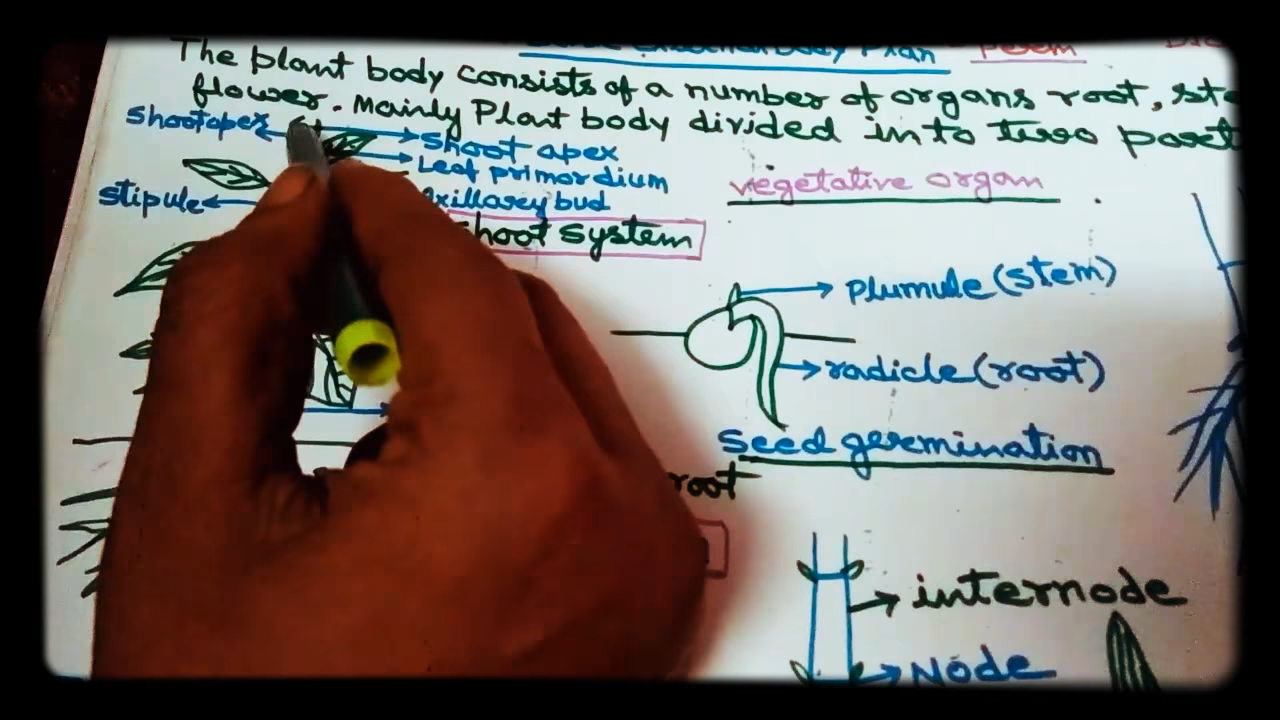 Body Plan
The plant body consists of a number of organs root,
flower. Mainly Plant body divided into two part
Shootapex
Shoot apex
Leaf primordium
Stipule
Axillary bud
Shoot System
vegetative organ
Plumule (stem)
radicle (root)
Seed germination
root
internode
Node